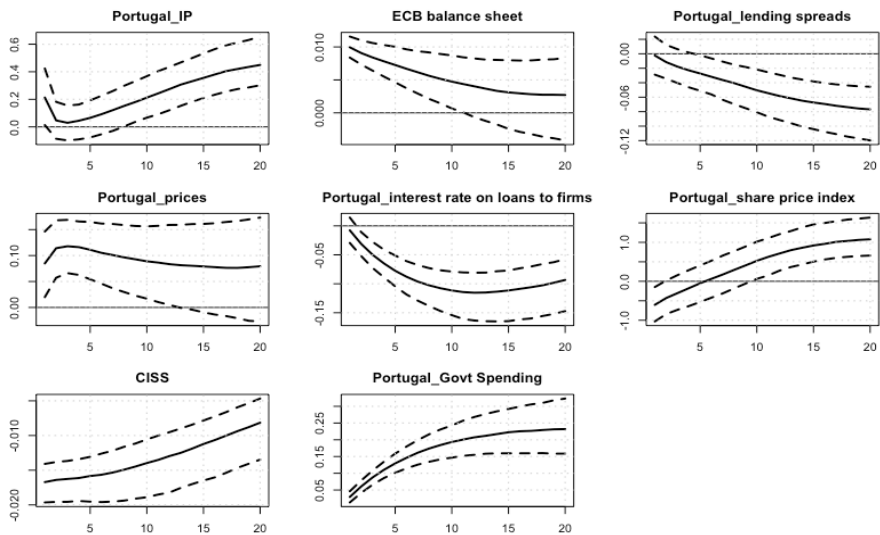 Portugal_IP
0.6
0.4
0.2
0.0
5 10 15 20
ECB balance sheet
0.010
0.000
5 10 15 20
Portugal_lending spreads
0.00
-0.06
-0.12
5 10 15 20
Portugal_prices
0.10
0.00
5 10 15 20
Portugal_interest rate on loans to firms
-0.05
-0.15
5 10 15 20
Portugal_share price index
1.0
0.0
-1.0
5 10 15 20
CISS
-0.010
-0.020
5 10 15 20
Portugal_Govt Spending
0.25
0.15
0.05
5 10 15 20